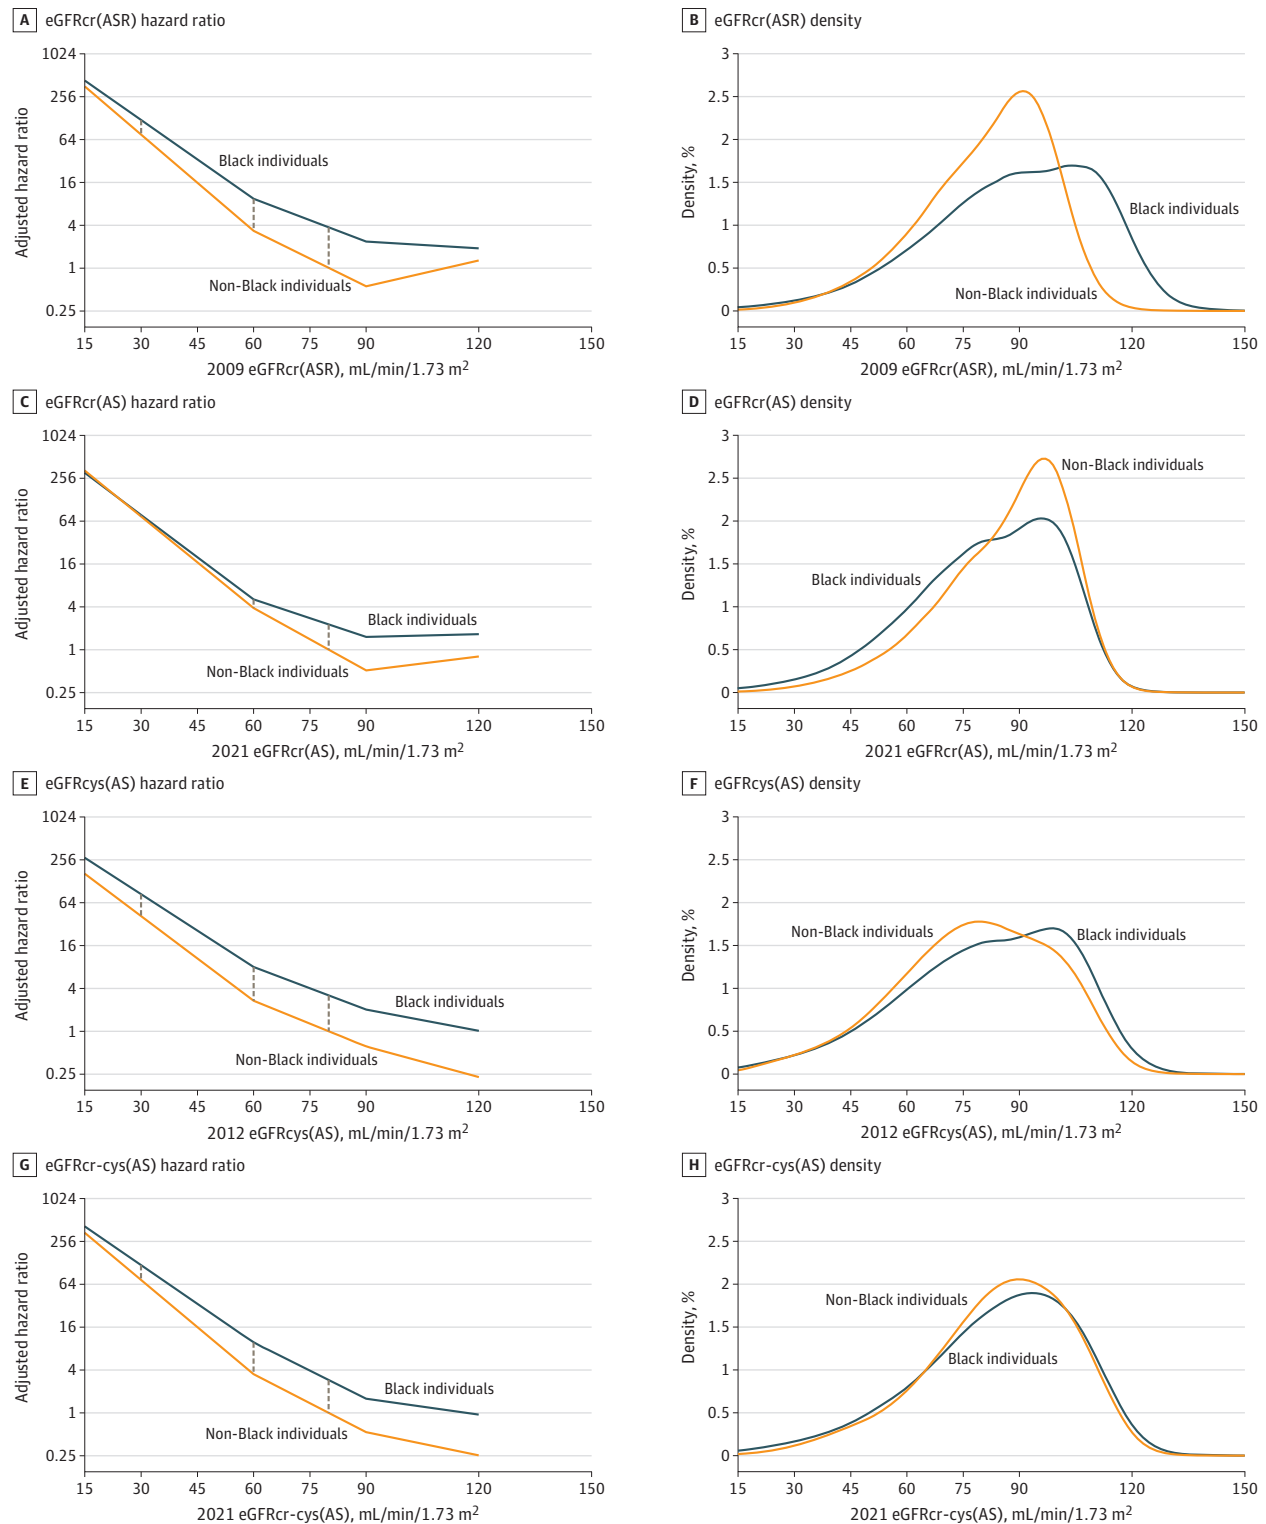 A eGFRcr(ASR) hazard ratio
Adjusted hazard ratio
1024
256
64
16
4
1
0.25
Black individuals
Non-Black individuals
15 30 45 60 75 90 120 150
2009 eGFRcr(ASR), mL/min/1.73 m²
B eGFRcr(ASR) density
Density, %
3
2.5
2
1.5
1
0.5
0
Black individuals
Non-Black individuals
15 30 45 60 75 90 120 150
2009 eGFRcr(ASR), mL/min/1.73 m²
C eGFRcr(AS) hazard ratio
Adjusted hazard ratio
1024
256
64
16
4
1
0.25
Black individuals
Non-Black individuals
15 30 45 60 75 90 120 150
2021 eGFRcr(AS), mL/min/1.73 m²
D eGFRcr(AS) density
Density, %
3
2.5
2
1.5
1
0.5
0
Non-Black individuals
Black individuals
15 30 45 60 75 90 120 150
2021 eGFRcr(AS), mL/min/1.73 m²
E eGFRcys(AS) hazard ratio
Adjusted hazard ratio
1024
256
64
16
4
1
0.25
Black individuals
Non-Black individuals
15 30 45 60 75 90 120 150
2012 eGFRcys(AS), mL/min/1.73 m²
F eGFRcys(AS) density
Density, %
3
2.5
2
1.5
1
0.5
0
Non-Black individuals
Black individuals
15 30 45 60 75 90 120 150
2012 eGFRcys(AS), mL/min/1.73 m²
G eGFRcr-cys(AS) hazard ratio
Adjusted hazard ratio
1024
256
64
16
4
1
0.25
Black individuals
Non-Black individuals
15 30 45 60 75 90 120 150
2021 eGFRcr-cys(AS), mL/min/1.73 m²
H eGFRcr-cys(AS) density
Density, %
3
2.5
2
1.5
1
0.5
0
Non-Black individuals
Black individuals
15 30 45 60 75 90 120 150
2021 eGFRcr-cys(AS), mL/min/1.73 m²